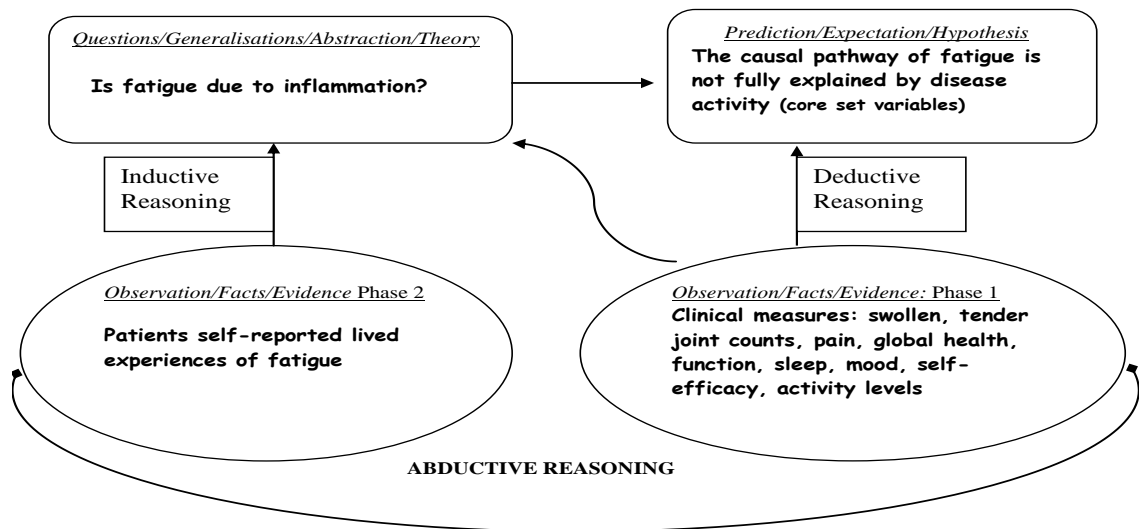 Questions/Generalisations/Abstraction/Theory
Is fatigue due to inflammation?
Prediction/Expectation/Hypothesis
The causal pathway of fatigue is
not fully explained by disease
activity (core set variables)
Inductive
Reasoning
Deductive
Reasoning
Observation/Facts/Evidence Phase 2
Patients self-reported lived
experiences of fatigue
Observation/Facts/Evidence: Phase 1
Clinical measures: swollen, tender
joint counts, pain, global health,
function, sleep, mood, self-
efficacy, activity levels
ABDUCTIVE REASONING